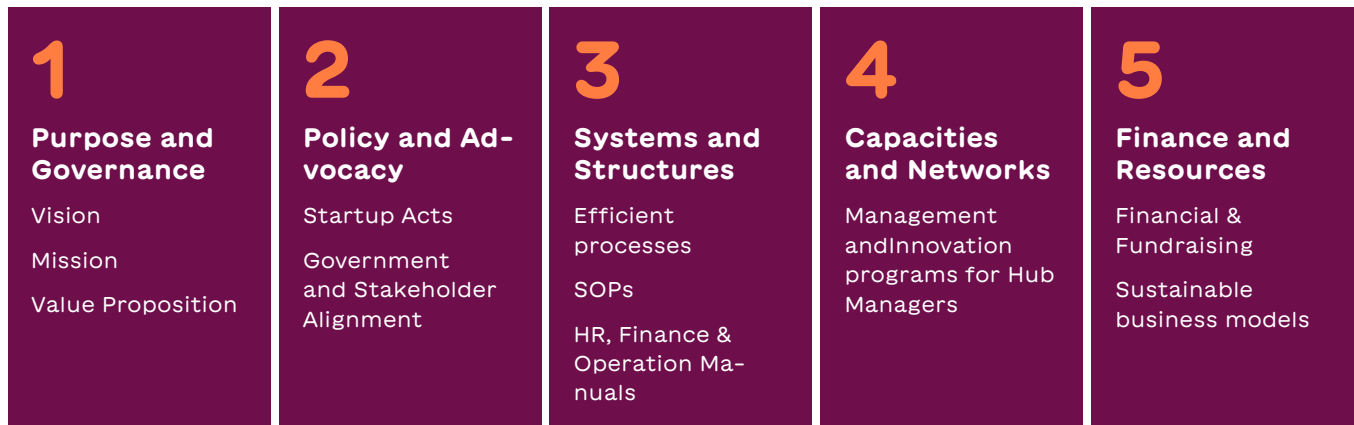 1
Purpose and
Governance
Vision
Mission
Value Proposition
2
Policy and Ad-
vocacy
Startup Acts
Government
and Stakeholder
Alignment
3
Systems and
Structures
Efficient
processes
SOPs
HR, Finance &
Operation Ma-
nuals
4
Capacities
and Networks
Management
andInnovation
programs for Hub
Managers
5
Finance and
Resources
Financial &
Fundraising
Sustainable
business models